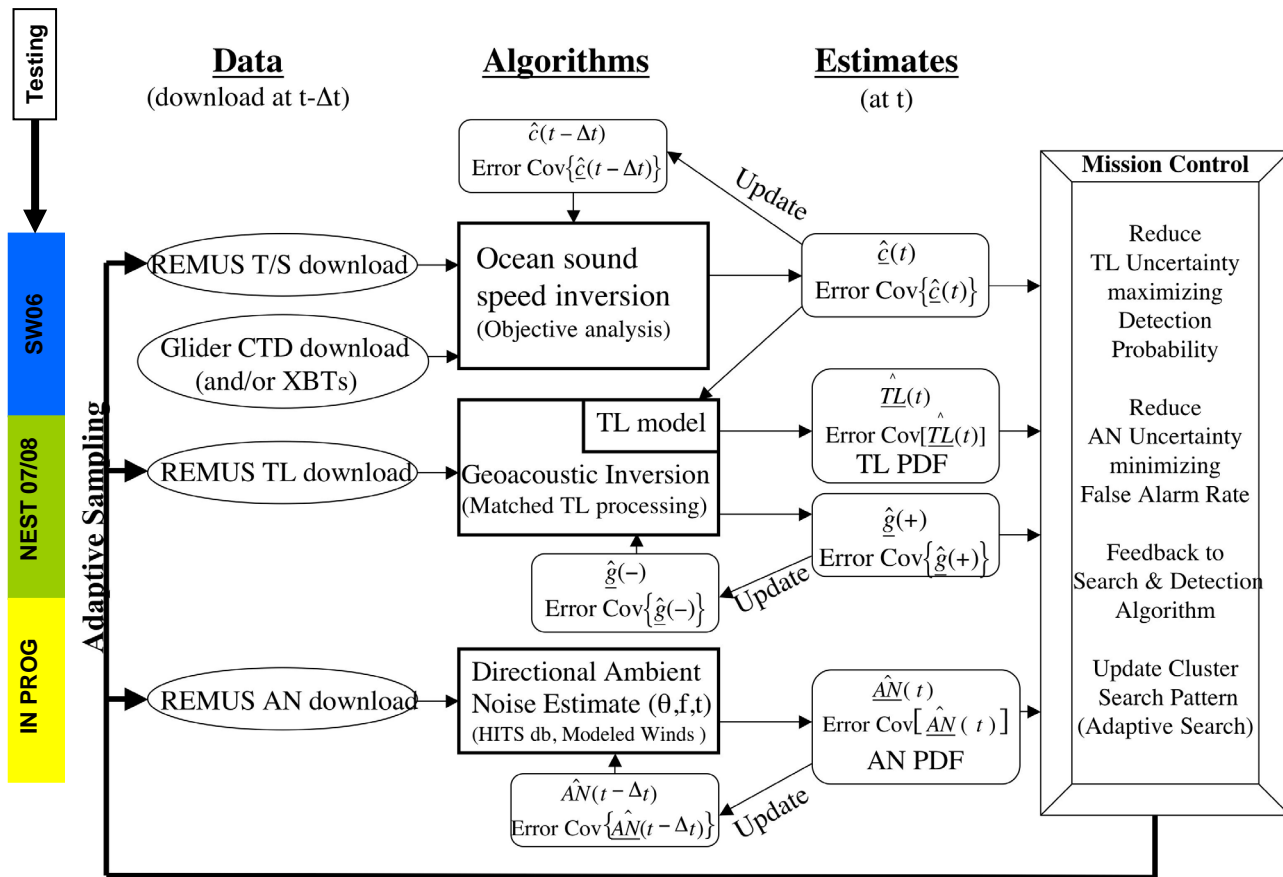 Testing
SW06
NEST 07/08
IN PROG
Adaptive Sampling
Data
(download at t-Δt)
REMUS T/S download
Glider CTD download
(and/or XBTs)
REMUS TL download
REMUS AN download
Algorithms
ĉ(t − Δt)
Error Cov{ĉ(t − Δt)}
Ocean sound
speed inversion
(Objective analysis)
TL model
Geoacoustic Inversion
(Matched TL processing)
ĝ(−)
Error Cov{ĝ(−)}
Directional Ambient
Noise Estimate (θ,f,t)
(HITS db, Modeled Winds )
AN̂(t − Δt)
Error Cov{AN̂(t − Δt)}
Update
Update
Update
Estimates
(at t)
ĉ(t)
Error Cov{ĉ(t)}
TL̂(t)
Error Cov[TL̂(t)]
TL PDF
ĝ(+)
Error Cov{ĝ(+)}
AN̂( t )
Error Cov[ AN̂ ( t ) ]
AN PDF
Mission Control
Reduce
TL Uncertainty
maximizing
Detection
Probability
Reduce
AN Uncertainty
minimizing
False Alarm Rate
Feedback to
Search & Detection
Algorithm
Update Cluster
Search Pattern
(Adaptive Search)